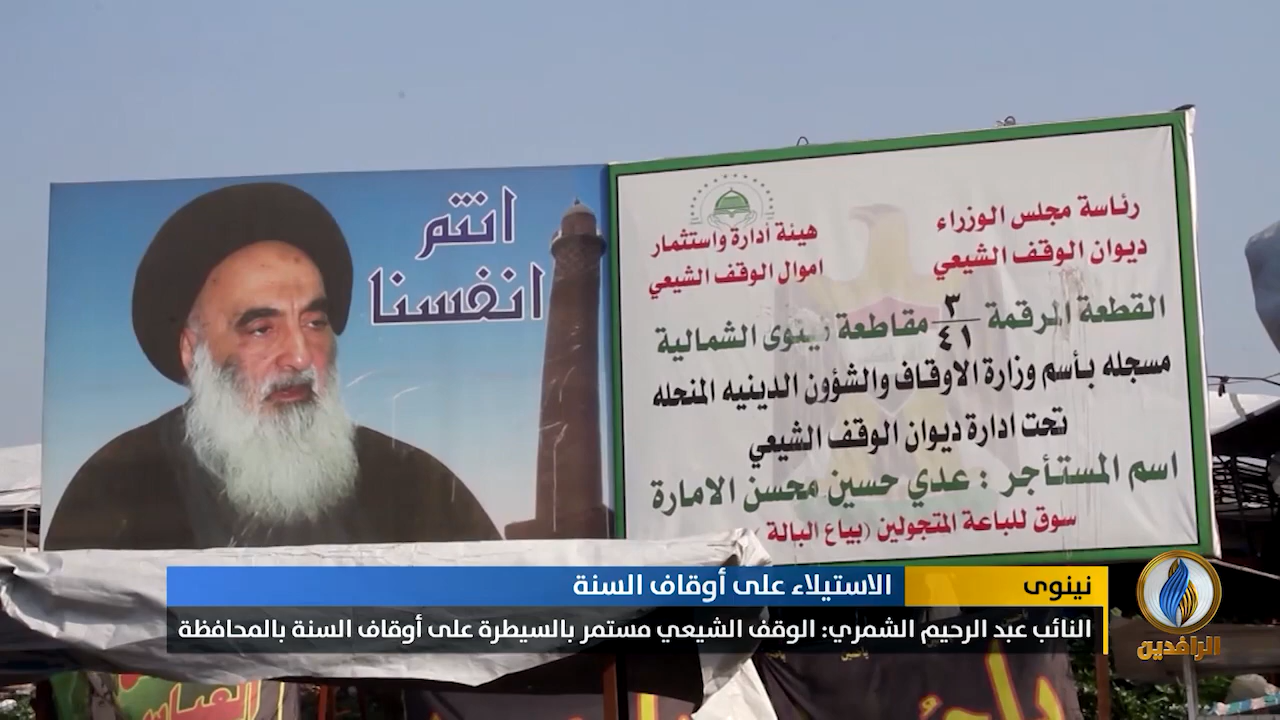 انتم
انفسنا
رئاسة مجلس الوزراء
ديوان الوقف الشيعي
هيئة أدارة واستثمار
اموال الوقف الشيعي
القطعة المرقمة ٣/٤١ مقاطعة نينوى الشمالية
مسجله بأسم وزارة الاوقاف والشؤون الدينيه المنحله
تحت ادارة ديوان الوقف الشيعي
اسم المستأجر : عدي حسين محسن الامارة
سوق للباعة المتجولين (بياع البالة )
نينوى
الاستيلاء على أوقاف السنة
النائب عبد الرحيم الشمري: الوقف الشيعي مستمر بالسيطرة على أوقاف السنة بالمحافظة
الرافدين